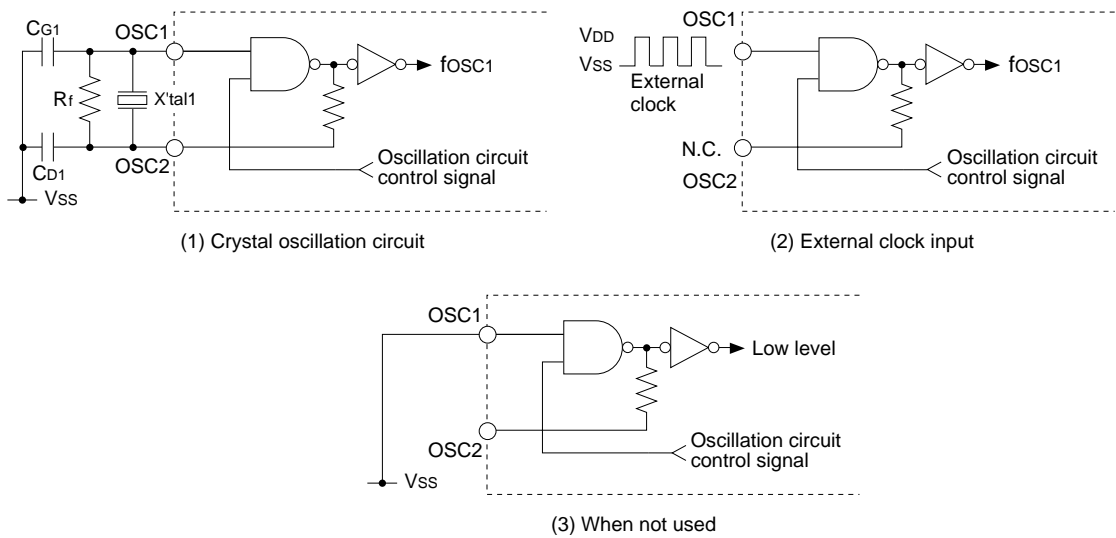 CG1
OSC1
fOSC1
Rf
X'tal1
CD1
OSC2
VSS
Oscillation circuit
control signal
(1) Crystal oscillation circuit
OSC1
VDD
VSS
External
clock
fOSC1
N.C.
OSC2
Oscillation circuit
control signal
(2) External clock input
OSC1
Low level
OSC2
VSS
Oscillation circuit
control signal
(3) When not used